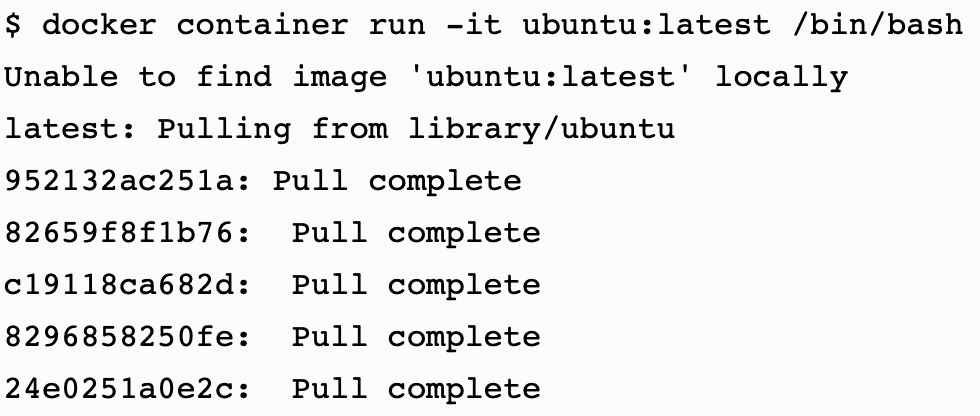 $ docker container run -it ubuntu:latest /bin/bash
Unable to find image 'ubuntu:latest' locally
latest: Pulling from library/ubuntu
952132ac251a: Pull complete
82659f8f1b76:  Pull complete
c19118ca682d:  Pull complete
8296858250fe:  Pull complete
24e0251a0e2c:  Pull complete